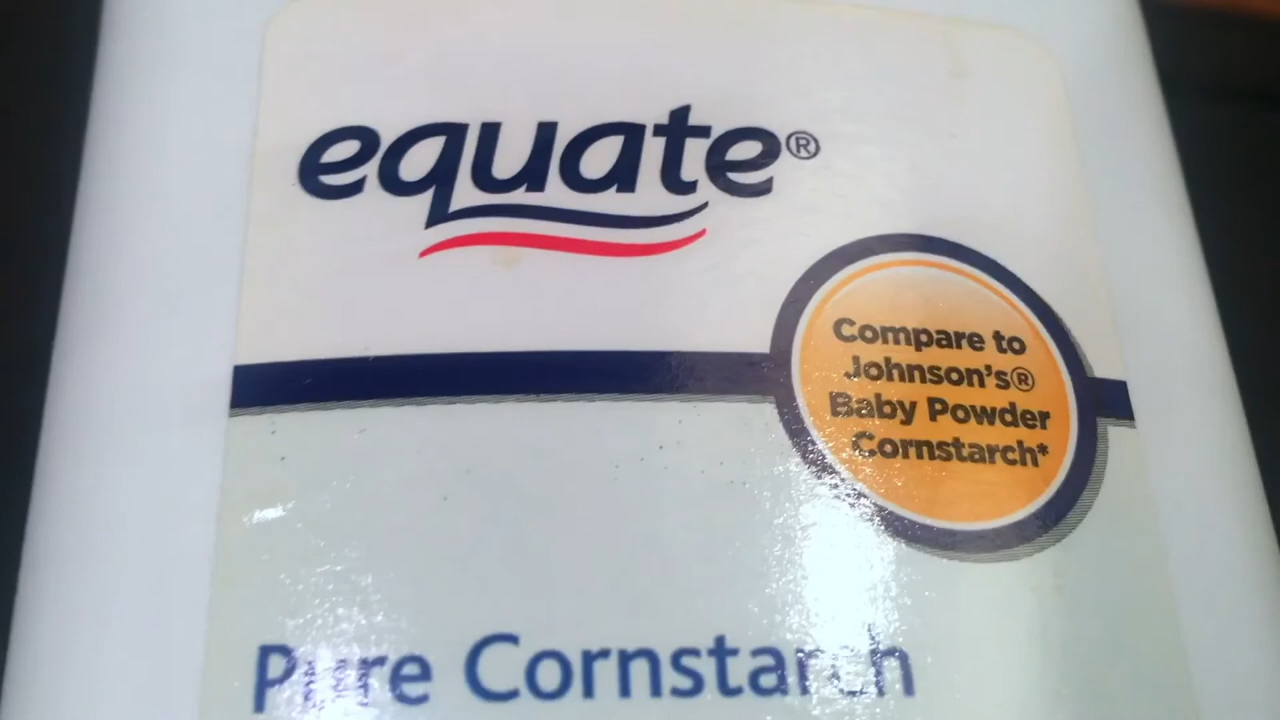 equate®
Compare to
Johnson's®
Baby Powder
Cornstarch*
Pure Cornstarch